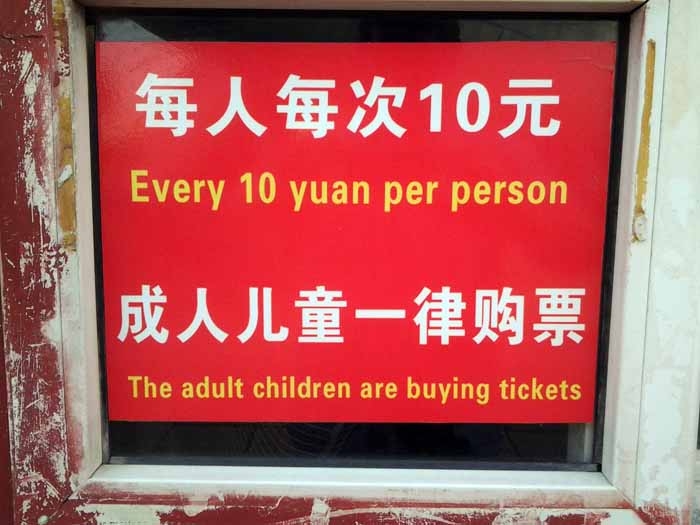 每人每次10元
Every 10 yuan per person
成人儿童一律购票
The adult children are buying tickets